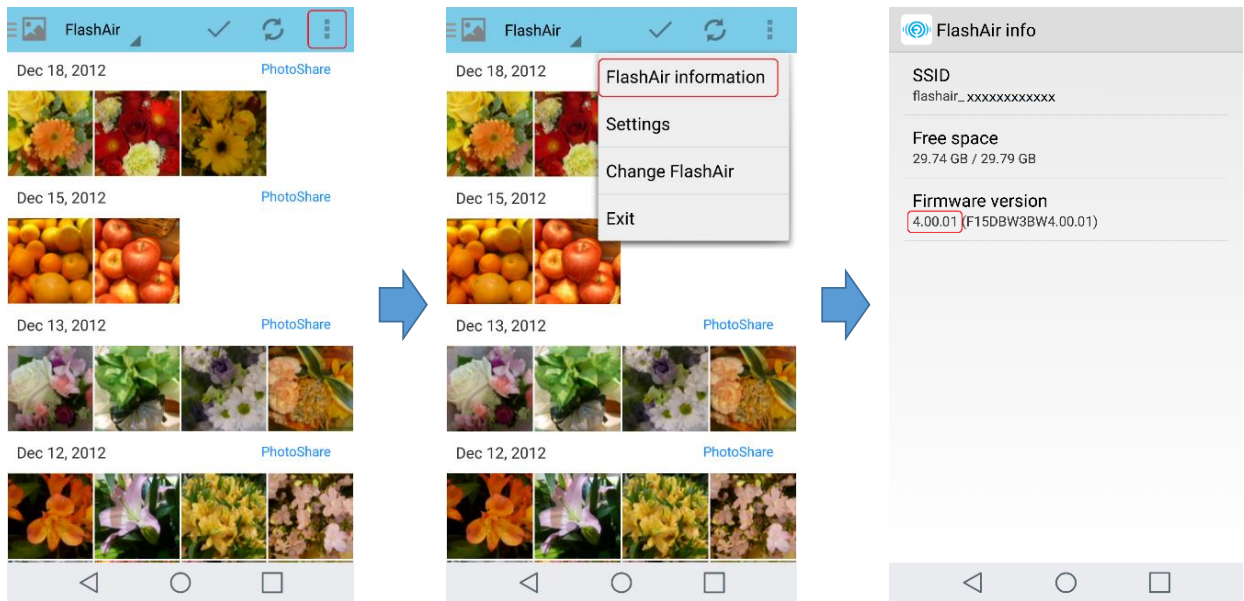 FlashAir
Dec 18, 2012 PhotoShare
Dec 15, 2012 PhotoShare
Dec 13, 2012 PhotoShare
Dec 12, 2012 PhotoShare
FlashAir
Dec 18, 2012
FlashAir information
Settings
Change FlashAir
Exit
Dec 15, 2012
Dec 13, 2012 PhotoShare
Dec 12, 2012 PhotoShare
FlashAir info
SSID
flashair_xxxxxxxxxxxx
Free space
29.74 GB / 29.79 GB
Firmware version
4.00.01 (F15DBW3BW4.00.01)